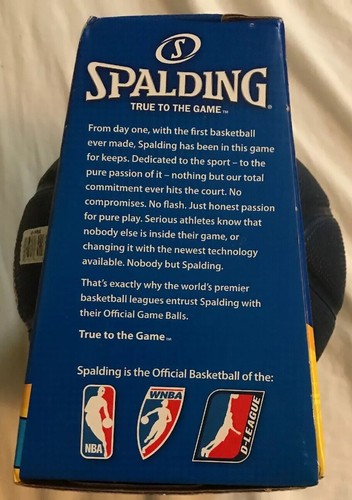 S
SPALDING®
TRUE TO THE GAME™
From day one, with the first basketball
ever made, Spalding has been in this game
for keeps. Dedicated to the sport – to the
pure passion of it – nothing but our total
commitment ever hits the court. No
compromises. No flash. Just honest passion
for pure play. Serious athletes know that
nobody else is inside their game, or
changing it with the newest technology
available. Nobody but Spalding.
That's exactly why the world's premier
basketball leagues entrust Spalding with
their Official Game Balls.
True to the Game™
Spalding is the Official Basketball of the:
NBA
WNBA
D-LEAGUE